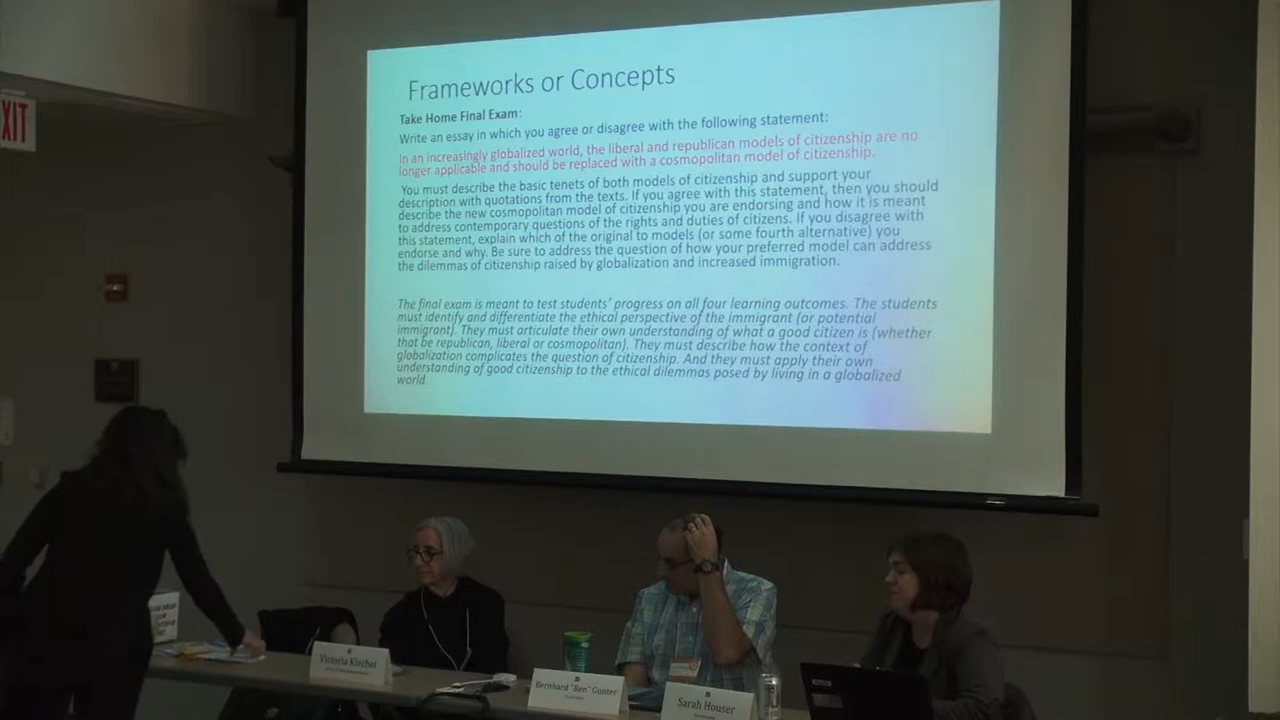 XIT
Frameworks or Concepts
Take Home Final Exam:
Write an essay in which you agree or disagree with the following statement:
In an increasingly globalized world, the liberal and republican models of citizenship are no
longer applicable and should be replaced with a cosmopolitan model of citizenship.
You must describe the basic tenets of both models of citizenship and support your
description with quotations from the texts. If you agree with this statement, then you should
describe the new cosmopolitan model of citizenship you are endorsing and how it is meant
to address contemporary questions of the rights and duties of citizens. If you disagree with
this statement, explain which of the original to models (or some fourth alternative) you
endorse and why. Be sure to address the question of how your preferred model can address
the dilemmas of citizenship raised by globalization and increased immigration.
The final exam is meant to test students' progress on all four learning outcomes. The students
must identify and differentiate the ethical perspective of the immigrant (or potential
immigrant). They must articulate their own understanding of what a good citizen is (whether
that be republican, liberal or cosmopolitan). They must describe how the context of
globalization complicates the question of citizenship. And they must apply their own
understanding of good citizenship to the ethical dilemmas posed by living in a globalized
world.
Victoria Kiechel
Bernhard "Ben" Gunter
Sarah Houser